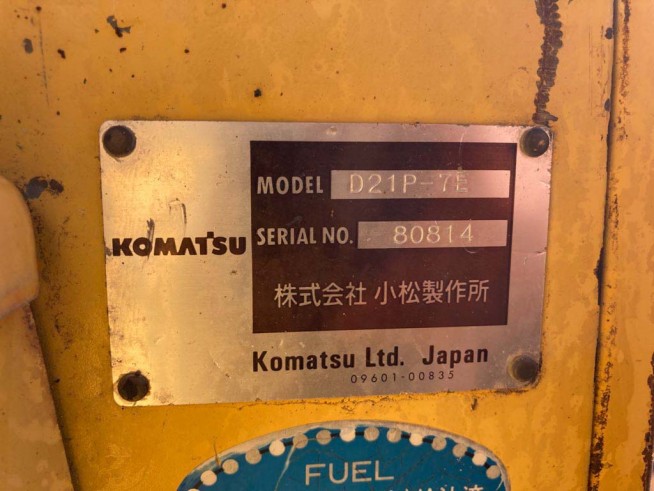 MODEL D21P-7E
KOMATSU
SERIAL NO. 80814
株式会社 小松製作所
Komatsu Ltd. Japan
09601-00835
FUEL